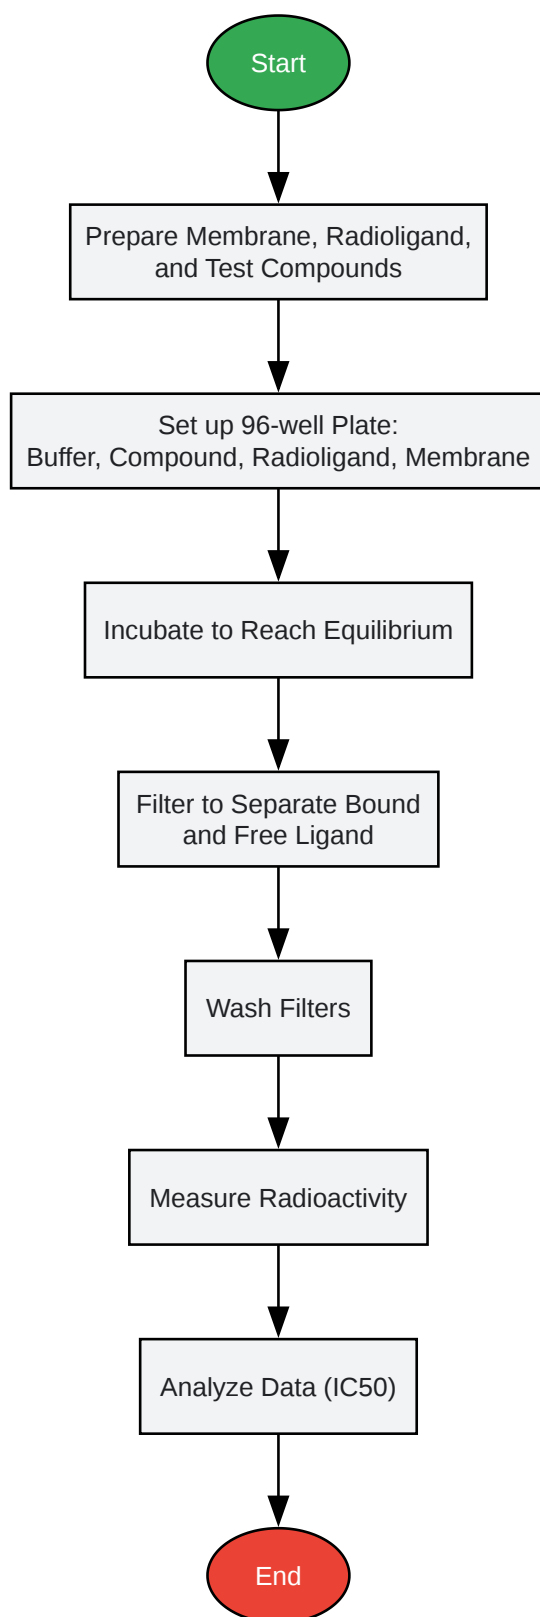 Start
Prepare Membrane, Radioligand,
and Test Compounds
Set up 96-well Plate:
Buffer, Compound, Radioligand, Membrane
Incubate to Reach Equilibrium
Filter to Separate Bound
and Free Ligand
Wash Filters
Measure Radioactivity
Analyze Data (IC50)
End